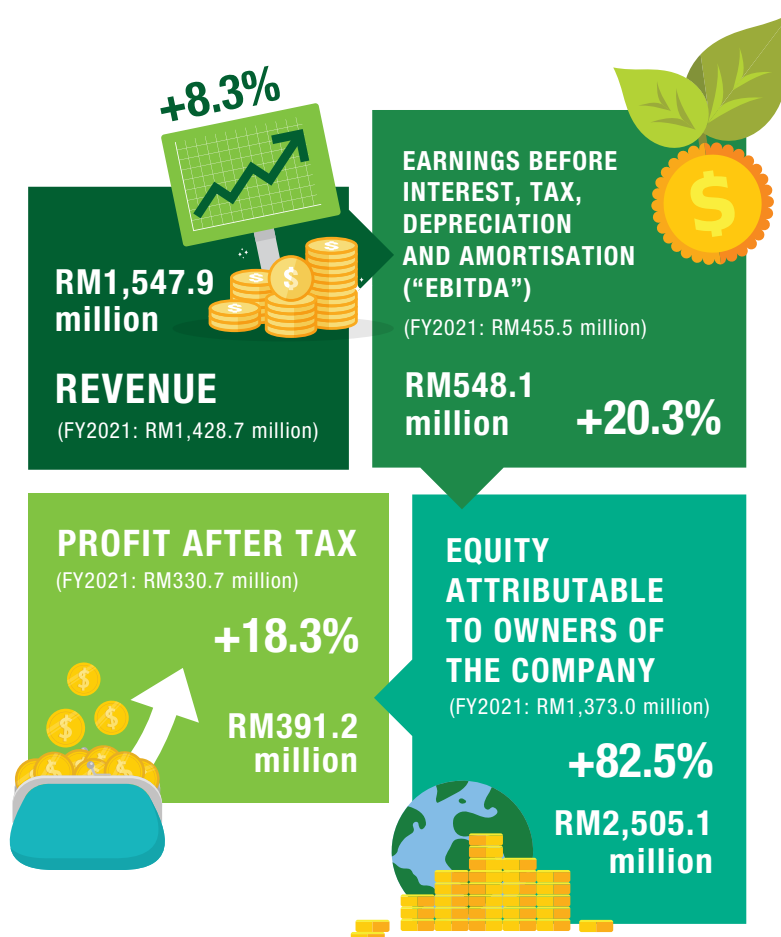 +8.3%
RM1,547.9
million
REVENUE
(FY2021: RM1,428.7 million)
EARNINGS BEFORE
INTEREST, TAX,
DEPRECIATION
AND AMORTISATION
(“EBITDA”)
(FY2021: RM455.5 million)
RM548.1
million
+20.3%
PROFIT AFTER TAX
(FY2021: RM330.7 million)
+18.3%
RM391.2
million
EQUITY
ATTRIBUTABLE
TO OWNERS OF
THE COMPANY
(FY2021: RM1,373.0 million)
+82.5%
RM2,505.1
million